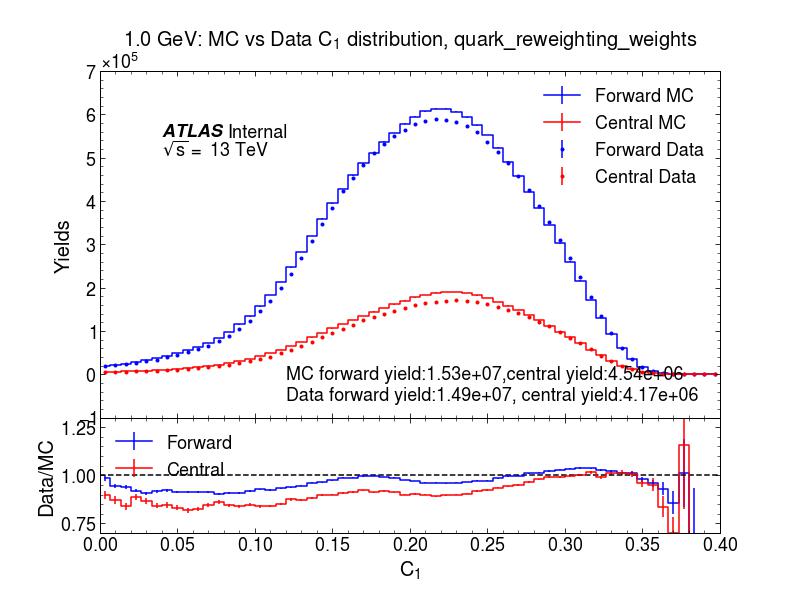 1.0 GeV: MC vs Data C₁ distribution, quark_reweighting_weights
×10⁵
7
6
5
4
3
2
1
0
−1
Yields
ATLAS Internal
√s = 13 TeV
Forward MC
Central MC
Forward Data
Central Data
MC forward yield:1.53e+07,central yield:4.54e+06
Data forward yield:1.49e+07, central yield:4.17e+06
1.25
1.00
0.75
Data/MC
Forward
Central
0.00 0.05 0.10 0.15 0.20 0.25 0.30 0.35 0.40
C₁